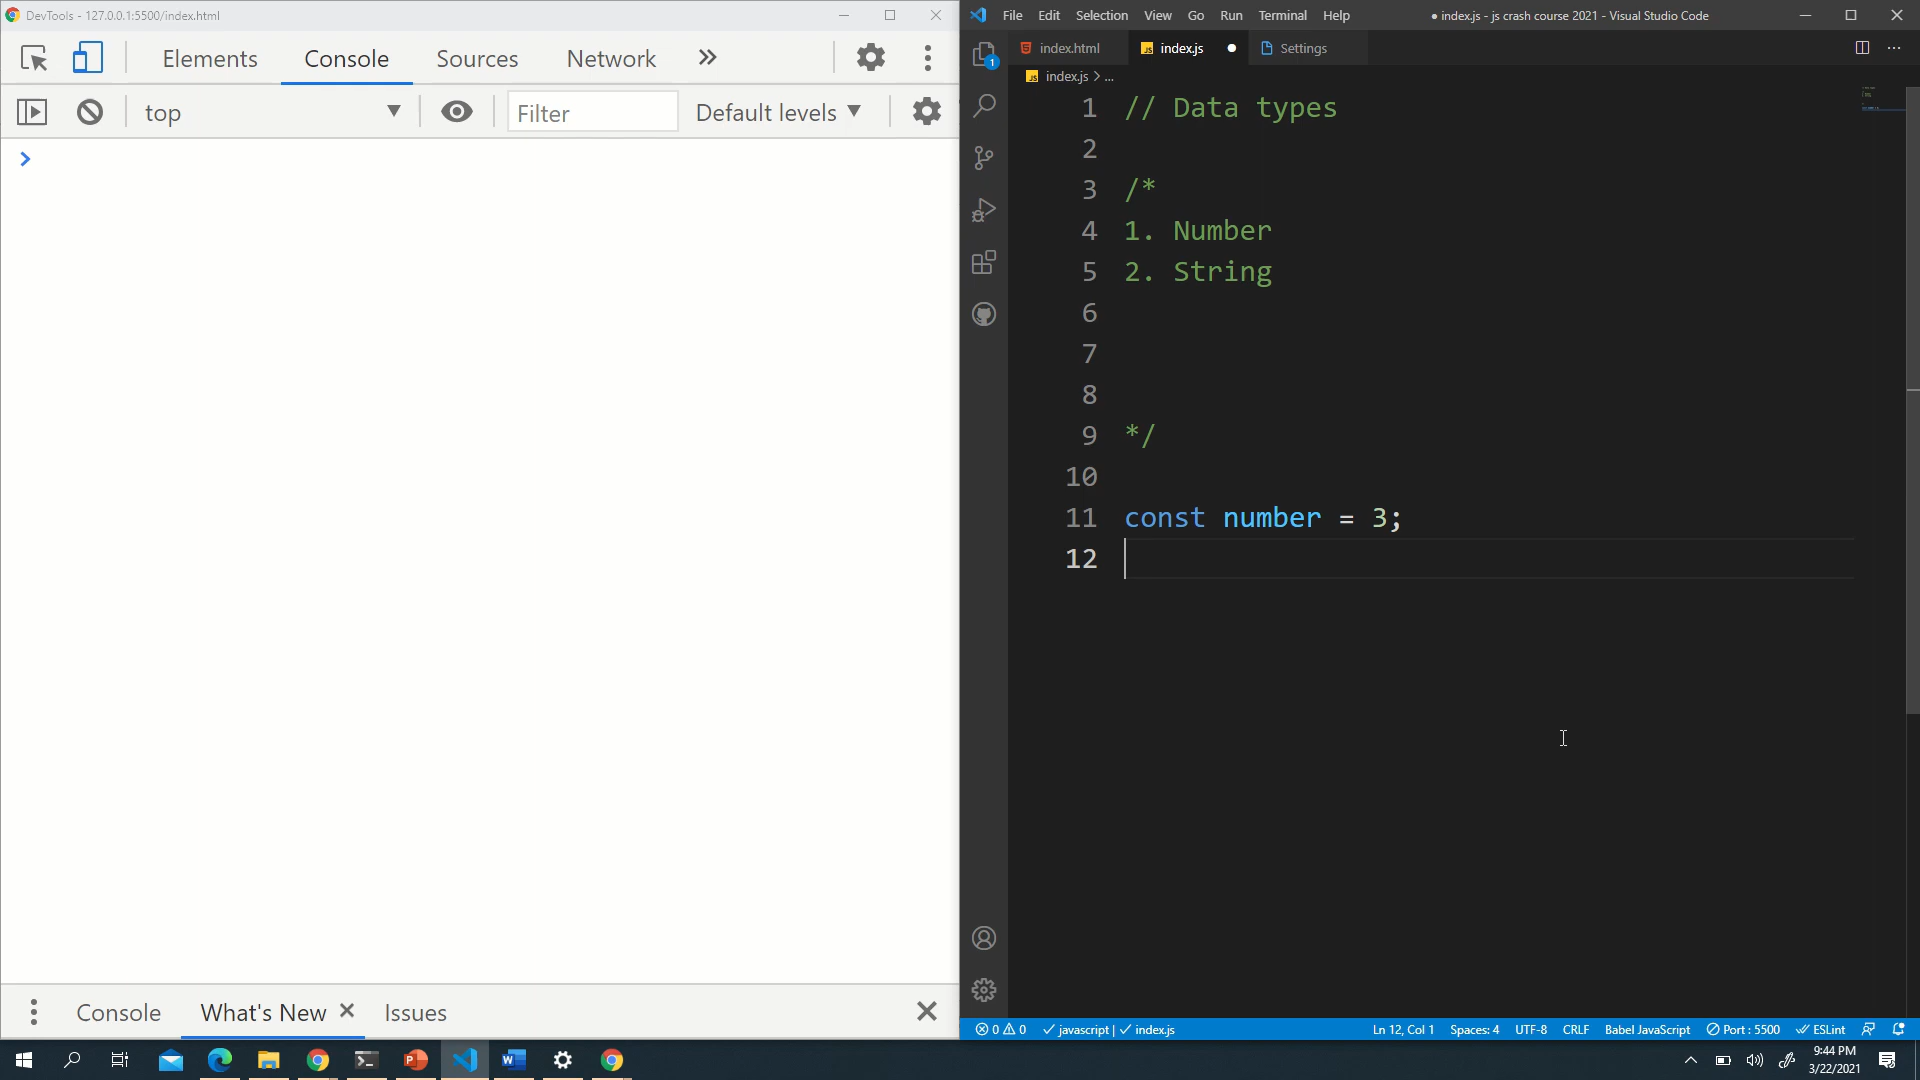 DevTools - 127.0.0.1:5500/index.html
Elements Console Sources Network
top Filter Default levels
Console What's New Issues
File Edit Selection View Go Run Terminal Help
● index.js - js crash course 2021 - Visual Studio Code
index.html JS index.js Settings
JS index.js > ...
1
1 // Data types
2
3 /*
4 1. Number
5 2. String
6
7
8
9 */
10
11 const number = 3;
12
0 0 javascript | index.js Ln 12, Col 1 Spaces: 4 UTF-8 CRLF Babel JavaScript Port : 5500 ESLint
9:44 PM
3/22/2021